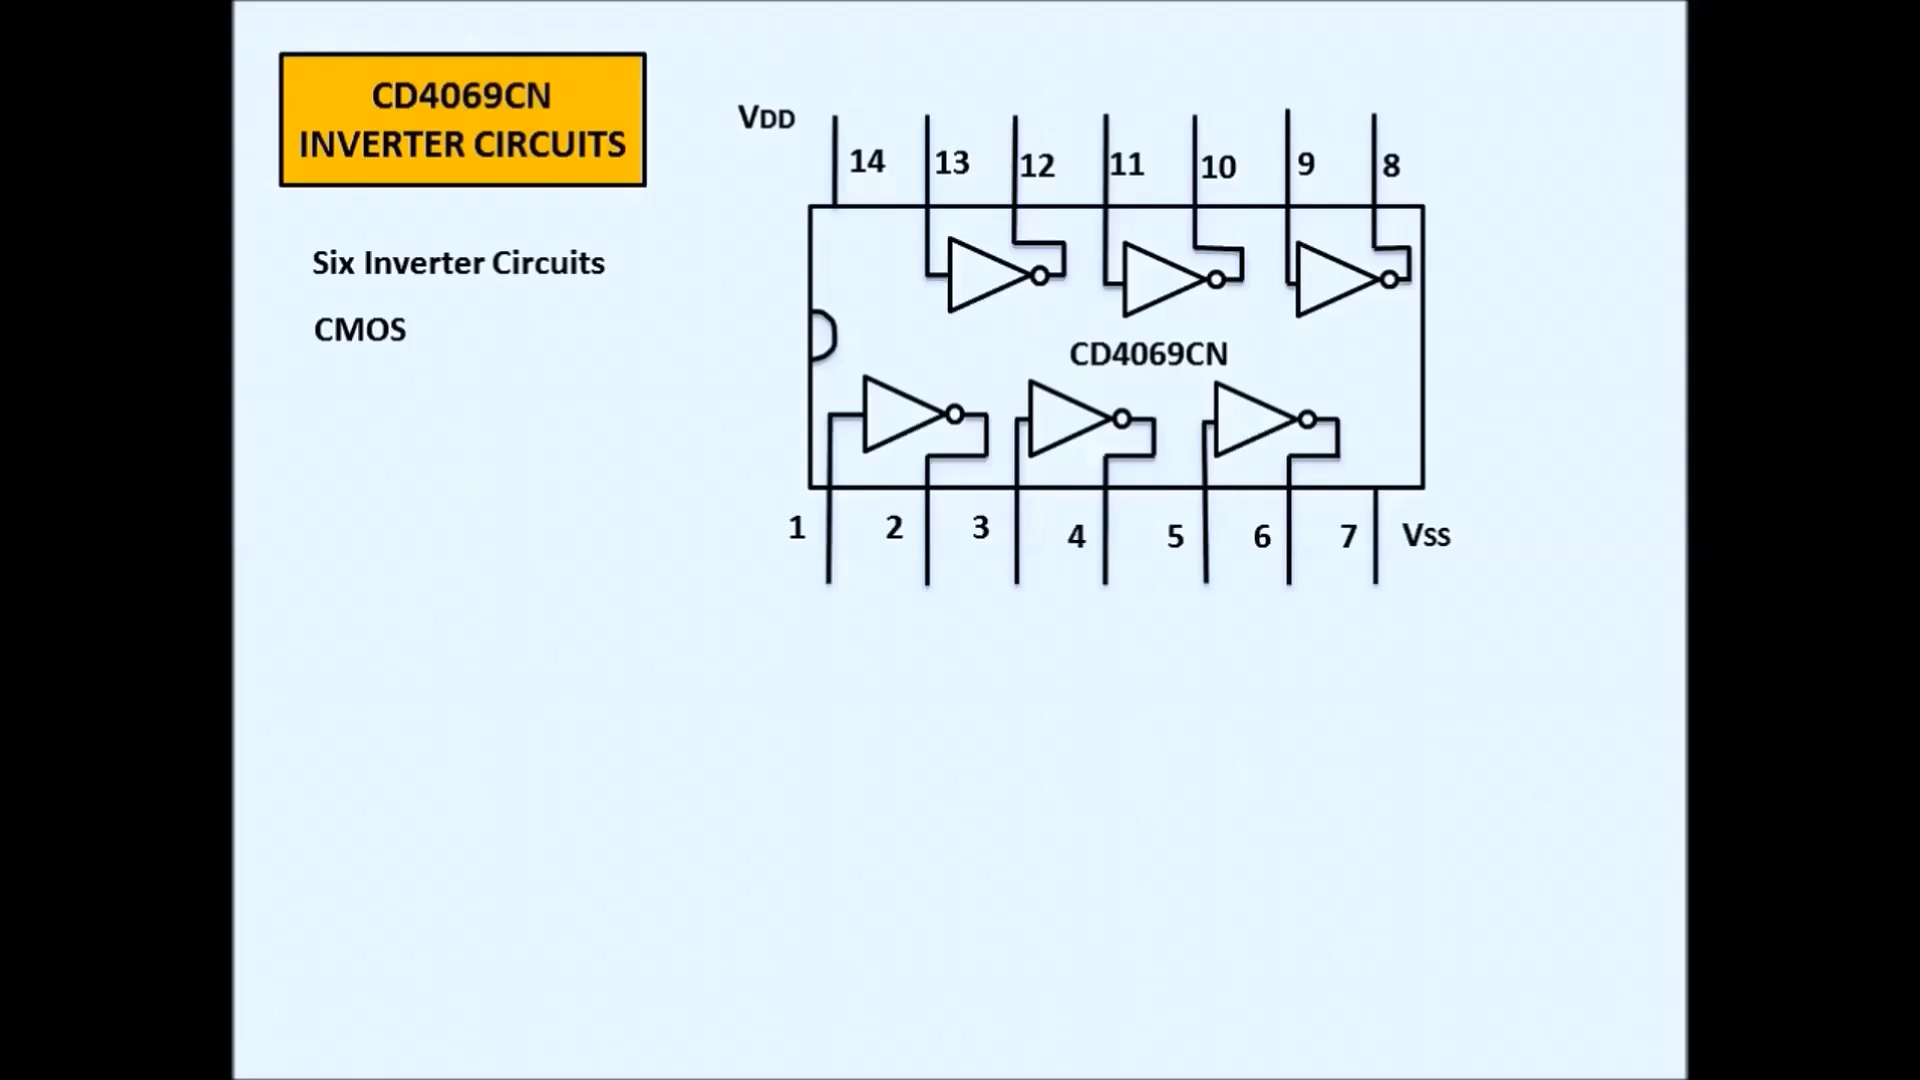 CD4069CN
INVERTER CIRCUITS
Six Inverter Circuits
CMOS
VDD
14 13 12 11 10 9 8
CD4069CN
1 2 3 4 5 6 7 VSS